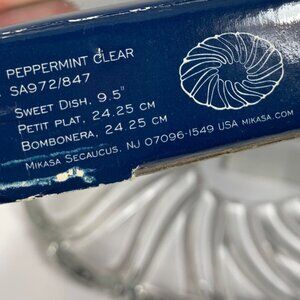 PEPPERMINT CLEAR
SA972/847
SWEET DISH, 9.5"
PETIT PLAT, 24.25 CM
BOMBONERA, 24.25 CM
MIKASA SECAUCUS, NJ 07096-1549 USA MIKASA.COM